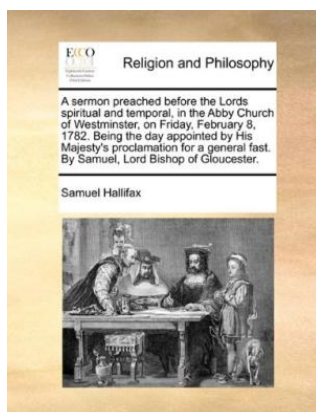 ECCO
Religion and Philosophy
A sermon preached before the Lords
spiritual and temporal, in the Abby Church
of Westminster, on Friday, February 8,
1782. Being the day appointed by His
Majesty's proclamation for a general fast.
By Samuel, Lord Bishop of Gloucester.
Samuel Hallifax